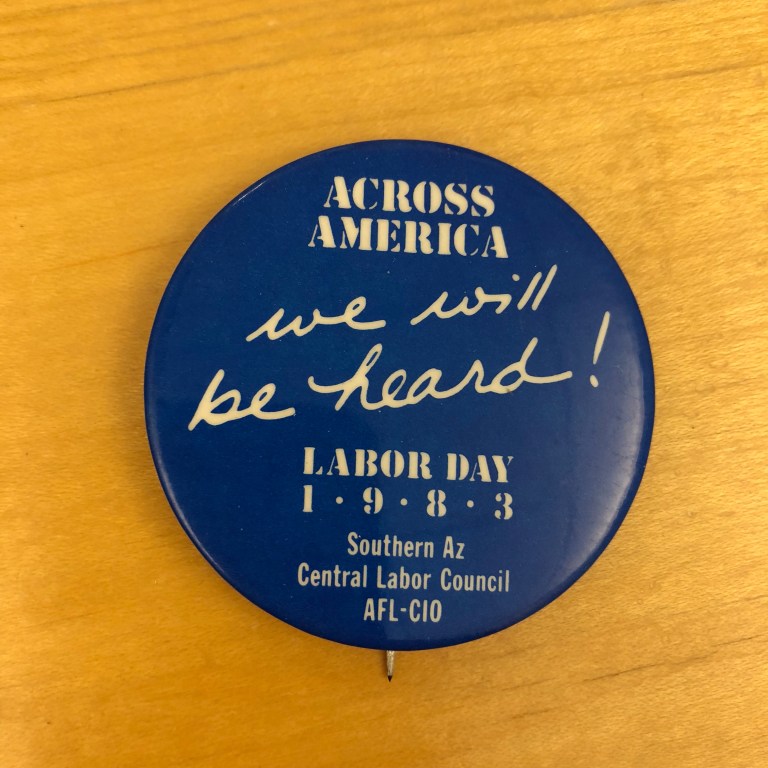 ACROSS
AMERICA
we will
be heard!
LABOR DAY
1 · 9 · 8 · 3
Southern Az
Central Labor Council
AFL-CIO